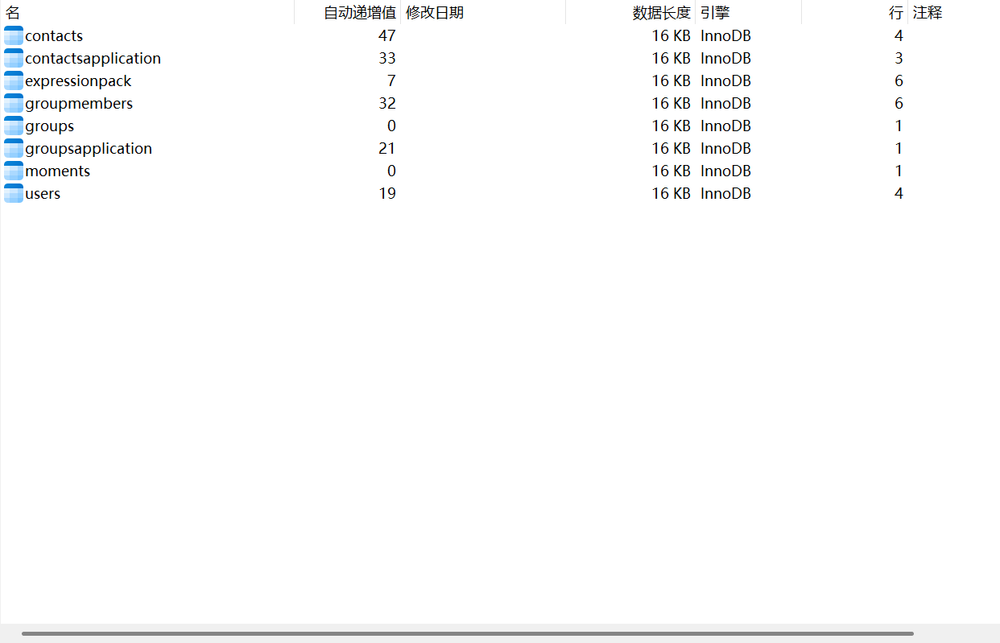 名 自动递增值 修改日期 数据长度 引擎 行 注释
contacts 47 16 KB InnoDB 4
contactsapplication 33 16 KB InnoDB 3
expressionpack 7 16 KB InnoDB 6
groupmembers 32 16 KB InnoDB 6
groups 0 16 KB InnoDB 1
groupsapplication 21 16 KB InnoDB 1
moments 0 16 KB InnoDB 1
users 19 16 KB InnoDB 4